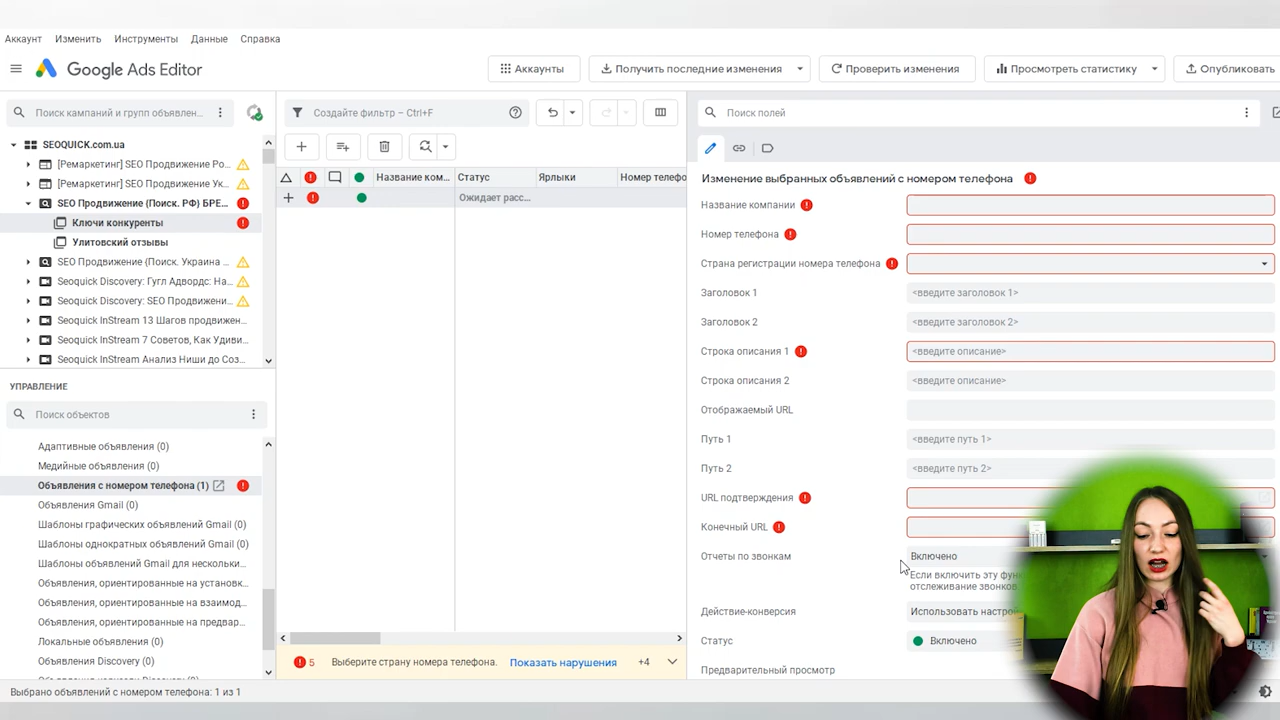 Аккаунт Изменить Инструменты Данные Справка
Google Ads Editor
Аккаунты
Получить последние изменения
Проверить изменения
Просмотреть статистику
Опубликовать
Поиск кампаний и групп объявлен...
SEOQUICK.com.ua
[Ремаркетинг] SEO Продвижение Ро...
[Ремаркетинг] SEO Продвижение Ук...
SEO Продвижение (Поиск. РФ) БРЕ...
Ключи конкуренты
Улитовский отзывы
SEO Продвижение (Поиск. Украина ...
Seoquick Discovery: Гугл Адвордс: На...
Seoquick Discovery: SEO Продвижени...
Seoquick InStream 13 Шагов продвижен...
Seoquick InStream 7 Советов, Как Удиви...
Seoquick InStream Анализ Ниши до Соз...
УПРАВЛЕНИЕ
Поиск объектов
Адаптивные объявления (0)
Медийные объявления (0)
Объявления с номером телефона (1)
Объявления Gmail (0)
Шаблоны графических объявлений Gmail (0)
Шаблоны однократных объявлений Gmail (0)
Шаблоны объявлений Gmail для нескольки...
Объявления, ориентированные на установк...
Объявления, ориентированные на взаимод...
Объявления, ориентированные на предвар...
Локальные объявления (0)
Объявления Discovery (0)
Создайте фильтр – Ctrl+F
Название ком... Статус Ярлыки Номер телефо
Ожидает расс...
5 Выберите страну номера телефона. Показать нарушения +4
Поиск полей
Изменение выбранных объявлений с номером телефона
Название компании
Номер телефона
Страна регистрации номера телефона
Заголовок 1 <введите заголовок 1>
Заголовок 2 <введите заголовок 2>
Строка описания 1 <введите описание>
Строка описания 2 <введите описание>
Отображаемый URL
Путь 1 <введите путь 1>
Путь 2 <введите путь 2>
URL подтверждения
Конечный URL
Отчеты по звонкам Включено
Если включить эту фун
отслеживание звонков
Действие-конверсия Использовать настро
Статус Включено
Предварительный просмотр
Выбрано объявлений с номером телефона: 1 из 1